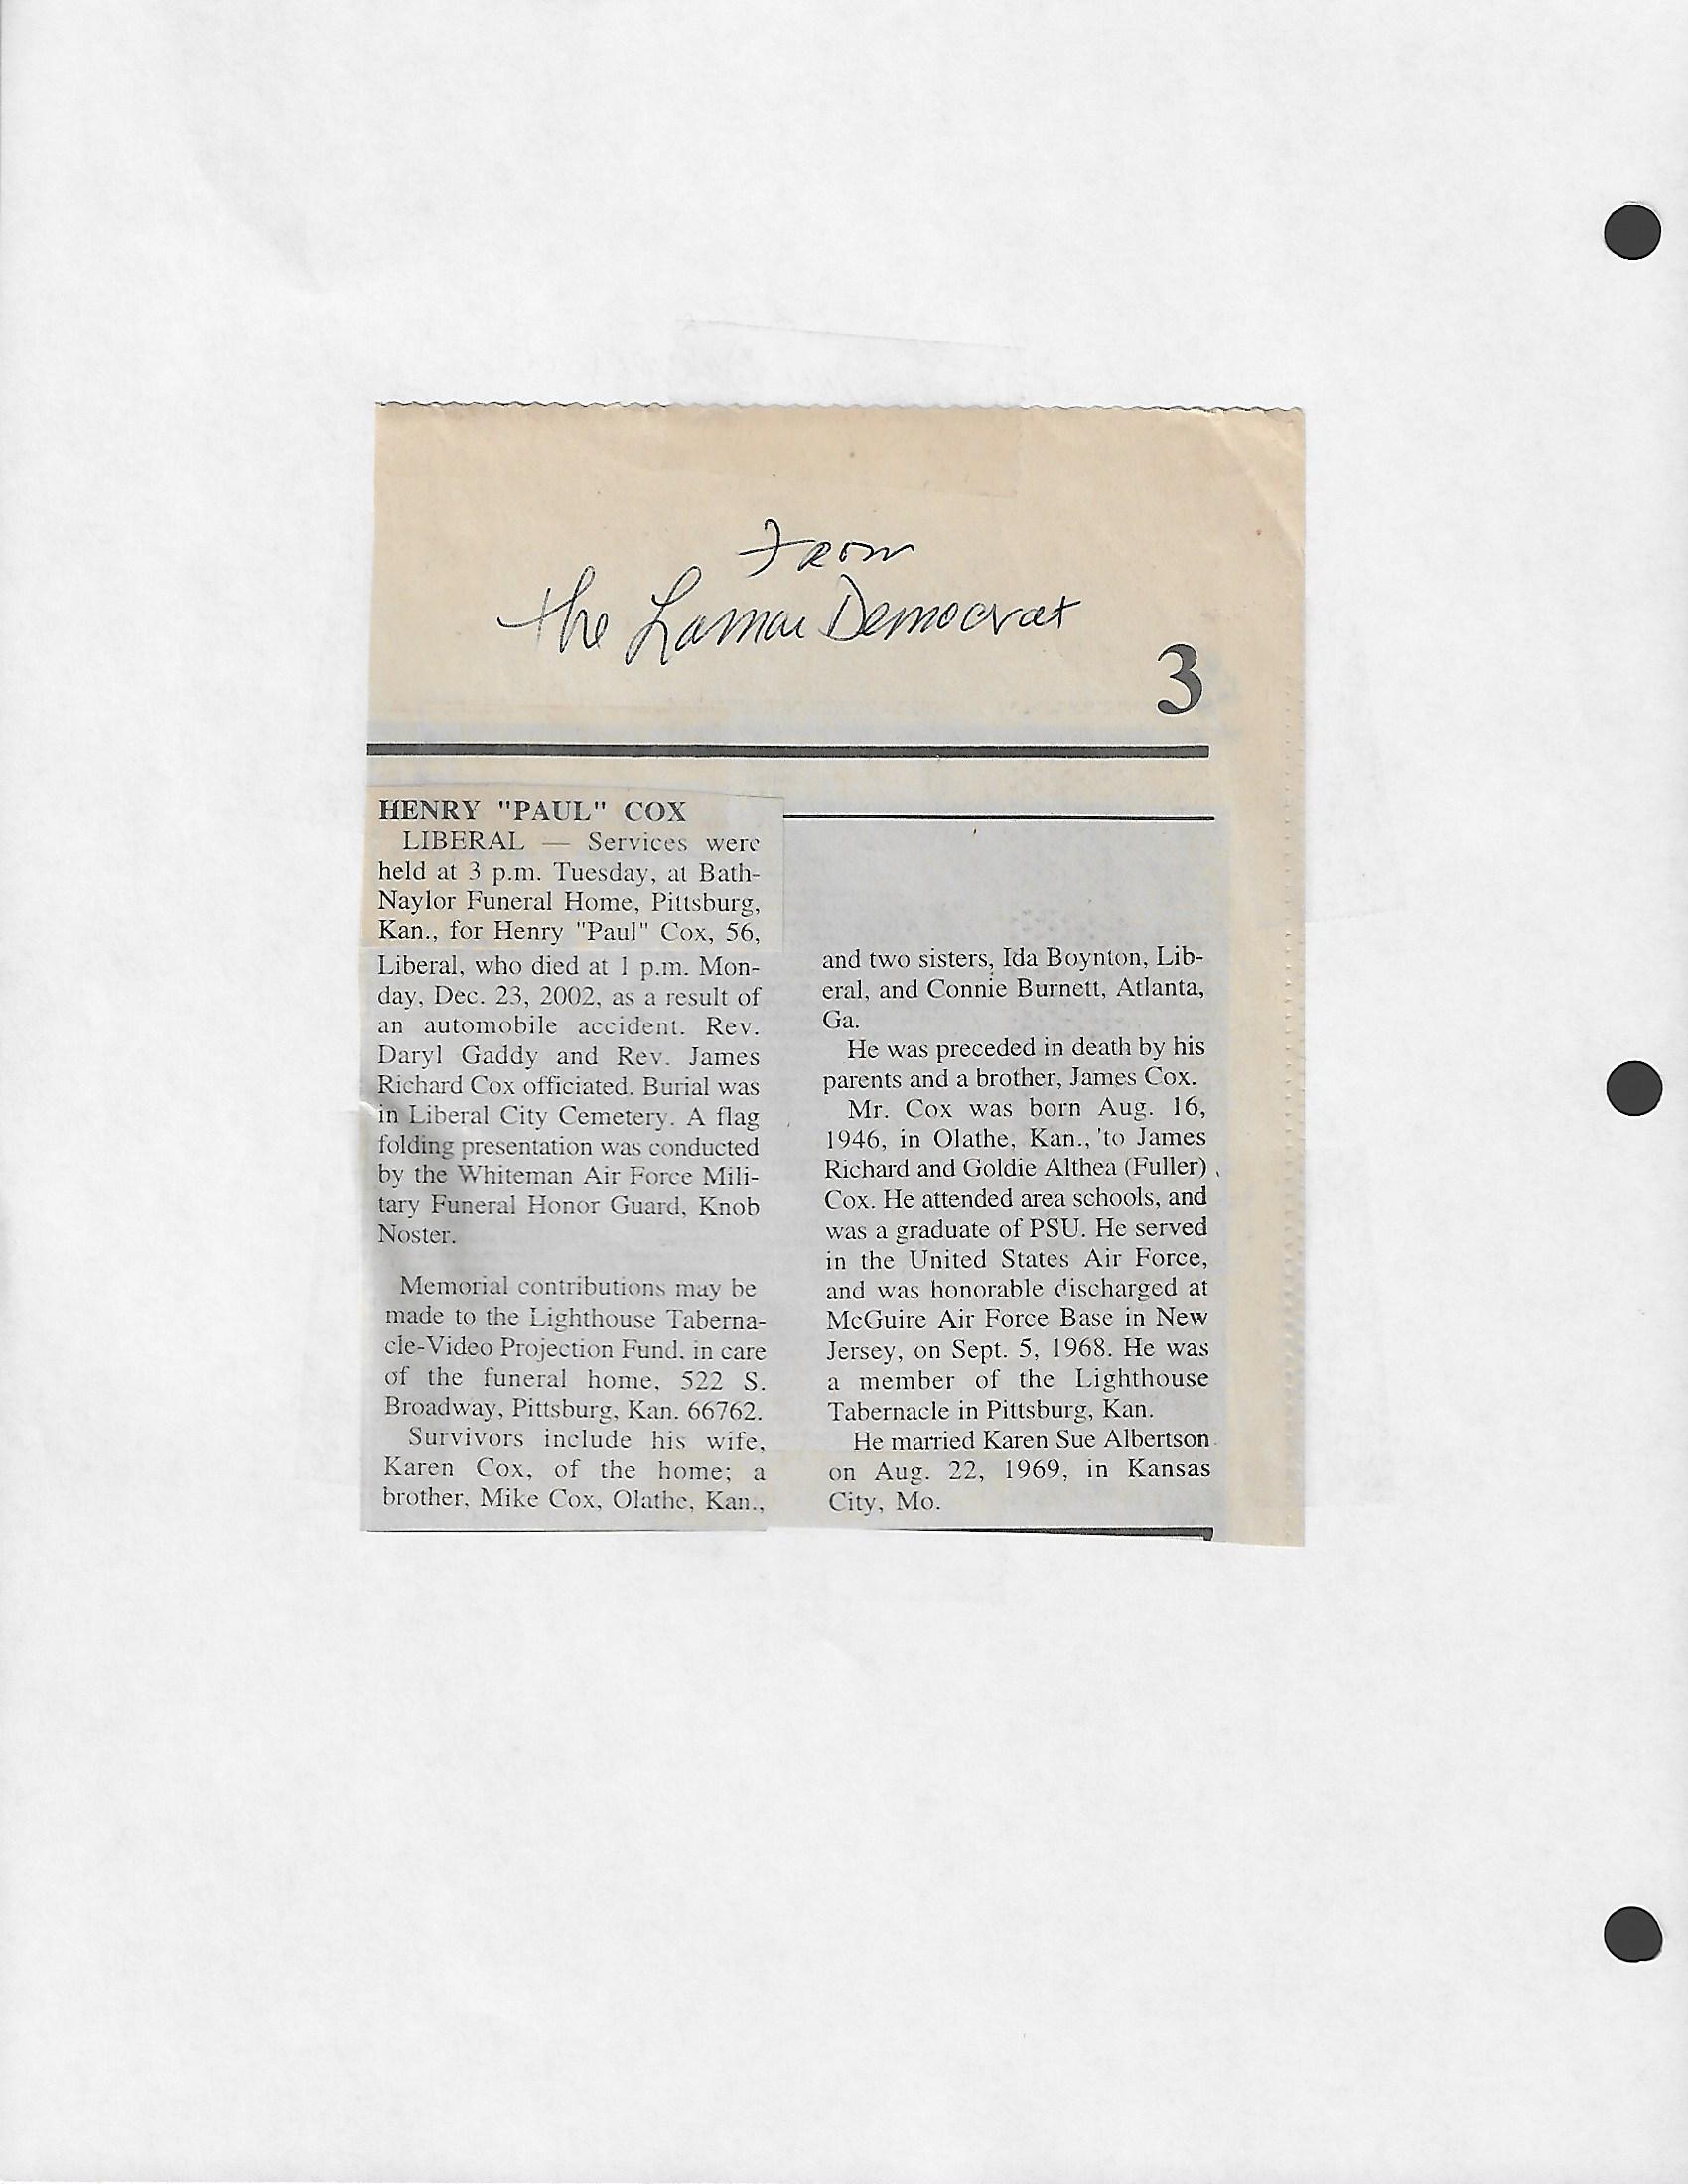 From
the Lamar Democrat
3
HENRY "PAUL" COX
LIBERAL — Services were
held at 3 p.m. Tuesday, at Bath-
Naylor Funeral Home, Pittsburg,
Kan., for Henry "Paul" Cox, 56,
Liberal, who died at 1 p.m. Mon-
day, Dec. 23, 2002, as a result of
an automobile accident. Rev.
Daryl Gaddy and Rev. James
Richard Cox officiated. Burial was
in Liberal City Cemetery. A flag
folding presentation was conducted
by the Whiteman Air Force Mili-
tary Funeral Honor Guard, Knob
Noster.
Memorial contributions may be
made to the Lighthouse Taberna-
cle-Video Projection Fund, in care
of the funeral home, 522 S.
Broadway, Pittsburg, Kan. 66762.
Survivors include his wife,
Karen Cox, of the home; a
brother, Mike Cox, Olathe, Kan.,
and two sisters, Ida Boynton, Lib-
eral, and Connie Burnett, Atlanta,
Ga.
He was preceded in death by his
parents and a brother, James Cox.
Mr. Cox was born Aug. 16,
1946, in Olathe, Kan., to James
Richard and Goldie Althea (Fuller)
Cox. He attended area schools, and
was a graduate of PSU. He served
in the United States Air Force,
and was honorable discharged at
McGuire Air Force Base in New
Jersey, on Sept. 5, 1968. He was
a member of the Lighthouse
Tabernacle in Pittsburg, Kan.
He married Karen Sue Albertson
on Aug. 22, 1969, in Kansas
City, Mo.